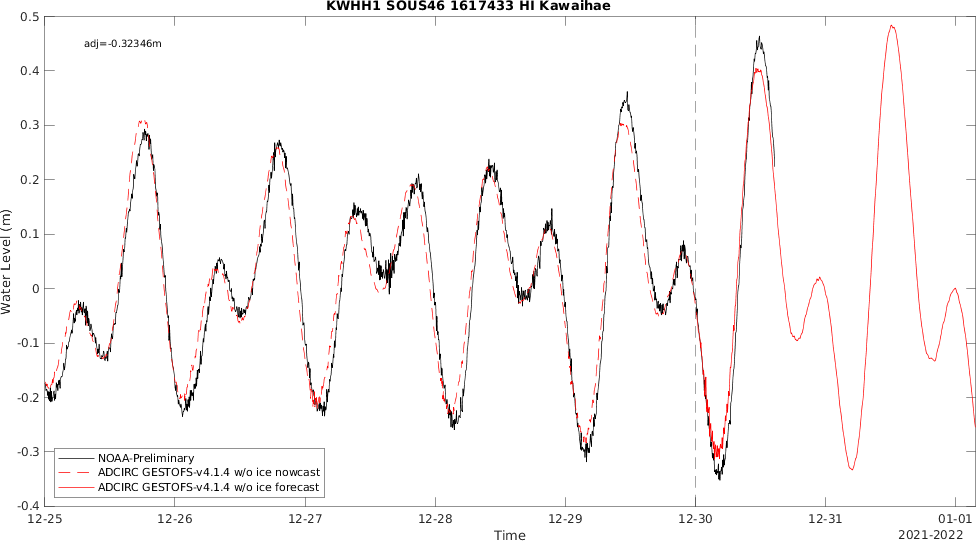 KWHH1 SOUS46 1617433 HI Kawaihae
adj=-0.32346m
0.5
0.4
0.3
0.2
0.1
0
-0.1
-0.2
-0.3
-0.4
Water Level (m)
NOAA-Preliminary
ADCIRC GESTOFS-v4.1.4 w/o ice nowcast
ADCIRC GESTOFS-v4.1.4 w/o ice forecast
12-25 12-26 12-27 12-28 12-29 12-30 12-31 01-01
Time
2021-2022